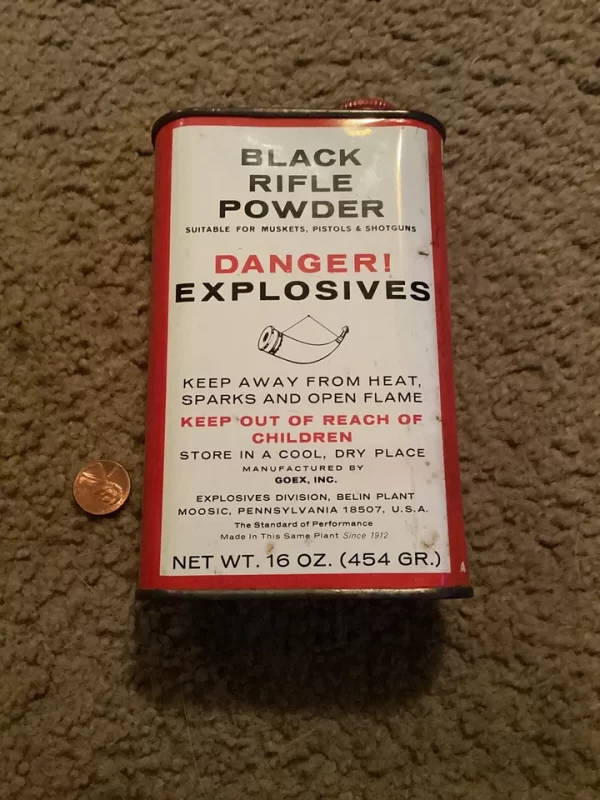 BLACK
RIFLE
POWDER
SUITABLE FOR MUSKETS, PISTOLS & SHOTGUNS
DANGER!
EXPLOSIVES
KEEP AWAY FROM HEAT,
SPARKS AND OPEN FLAME
KEEP OUT OF REACH OF
CHILDREN
STORE IN A COOL, DRY PLACE
MANUFACTURED BY
GOEX, INC.
EXPLOSIVES DIVISION, BELIN PLANT
MOOSIC, PENNSYLVANIA 18507, U.S.A.
The Standard of Performance
Made In This Same Plant Since 1912
NET WT. 16 OZ. (454 GR.)